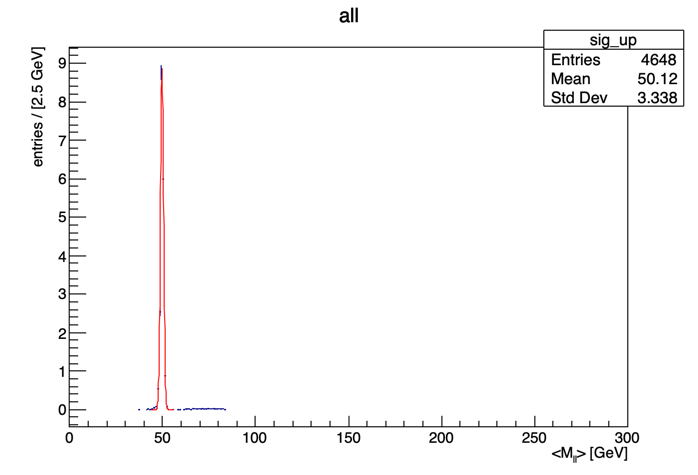 all
sig_up
Entries 4648
Mean 50.12
Std Dev 3.338
entries / [2.5 GeV]
9
8
7
6
5
4
3
2
1
0
0 50 100 150 200 250 300
<M_ll> [GeV]